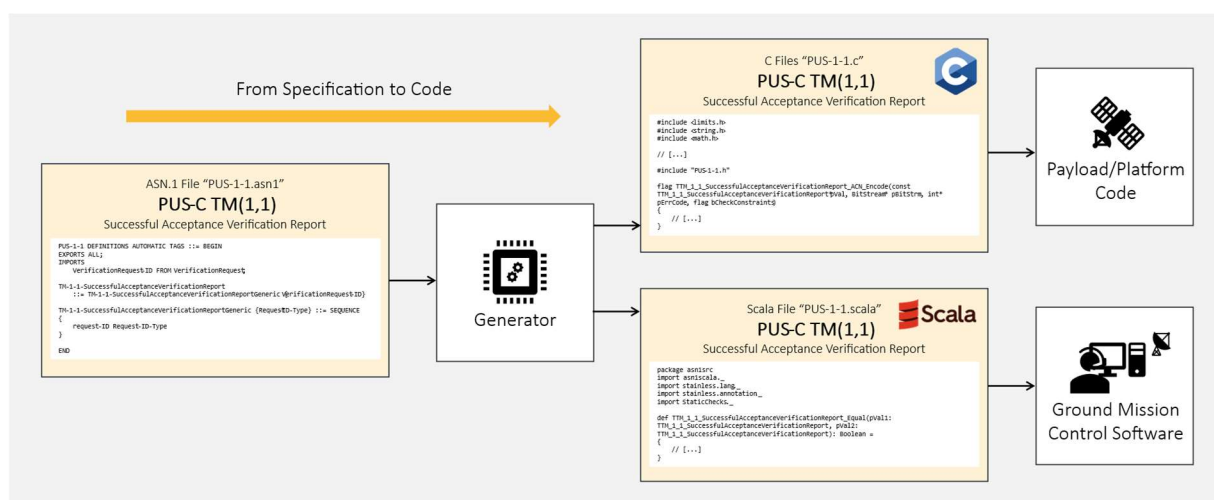 From Specification to Code
ASN.1 File “PUS-1-1.asn1”
PUS-C TM(1,1)
Successful Acceptance Verification Report
PUS-1-1 DEFINITIONS AUTOMATIC TAGS ::= BEGIN
EXPORTS ALL;
IMPORTS
VerificationRequest-ID FROM VerificationRequest;
TM-1-1-SuccessfulAcceptanceVerificationReport
::= TM-1-1-SuccessfulAcceptanceVerificationReportGeneric VerificationRequest-ID}
TM-1-1-SuccessfulAcceptanceVerificationReportGeneric {RequestID-Type} ::= SEQUENCE
{
request-ID Request-ID-Type
}
END
Generator
C Files “PUS-1-1.c”
PUS-C TM(1,1)
Successful Acceptance Verification Report
C
#include <limits.h>
#include <string.h>
#include <math.h>
// [...]
#include "PUS-1-1.h"
flag TTM_1_1_SuccessfulAcceptanceVerificationReport_ACN_Encode(const
TTM_1_1_SuccessfulAcceptanceVerificationReport* pVal, BitStream* pBitStrm, int*
pErrCode, flag bCheckConstraints)
{
// [...]
}
Payload/Platform
Code
Scala File “PUS-1-1.scala”
PUS-C TM(1,1)
Successful Acceptance Verification Report
Scala
package asn1src
import asn1scala._
import stainless.lang._
import stainless.annotation._
import StaticChecks._
def TTM_1_1_SuccessfulAcceptanceVerificationReport_Equal(pVal1:
TTM_1_1_SuccessfulAcceptanceVerificationReport, pVal2:
TTM_1_1_SuccessfulAcceptanceVerificationReport): Boolean =
{
// [...]
}
Ground Mission
Control Software